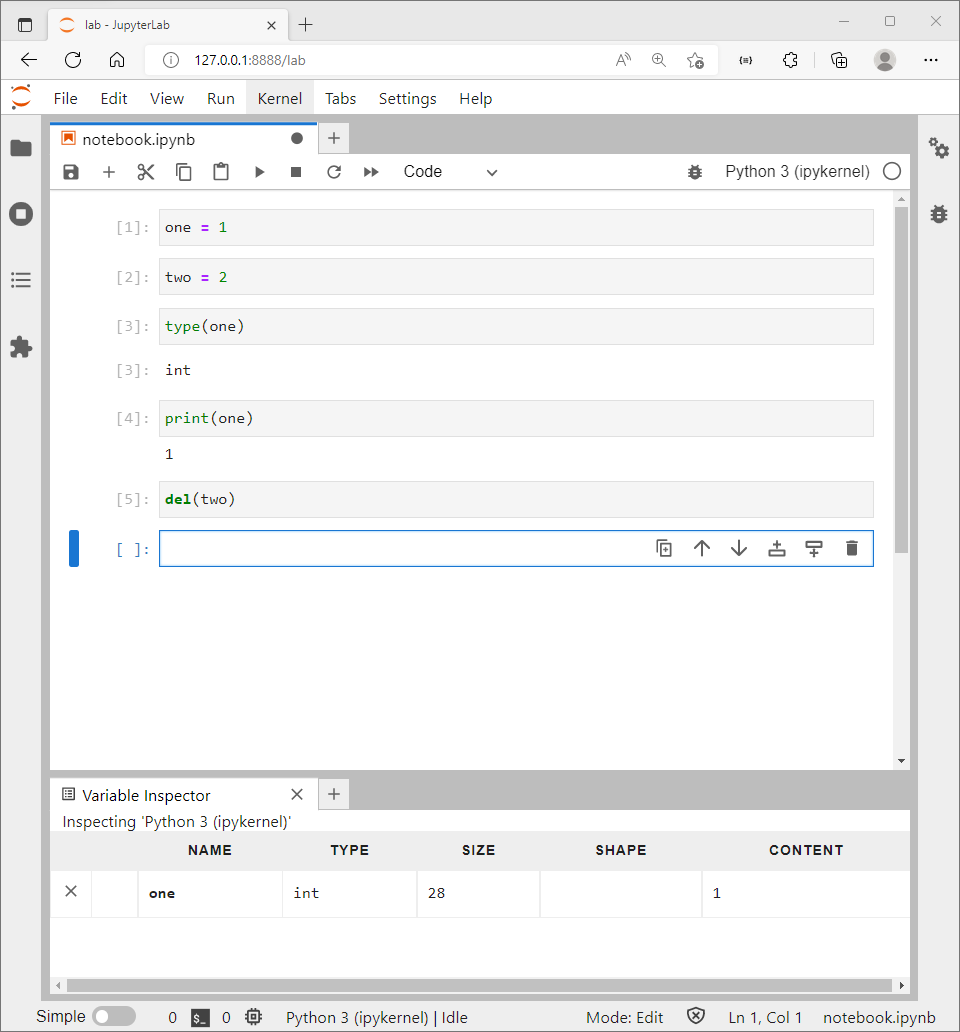 lab - JupyterLab
127.0.0.1:8888/lab
File Edit View Run Kernel Tabs Settings Help
notebook.ipynb
Code Python 3 (ipykernel)
[1]: one = 1
[2]: two = 2
[3]: type(one)
[3]: int
[4]: print(one)
1
[5]: del(two)
[ ]:
Variable Inspector
Inspecting 'Python 3 (ipykernel)'
NAME TYPE SIZE SHAPE CONTENT
one int 28 1
Simple 0 $_ 0 Python 3 (ipykernel) | Idle Mode: Edit Ln 1, Col 1 notebook.ipynb